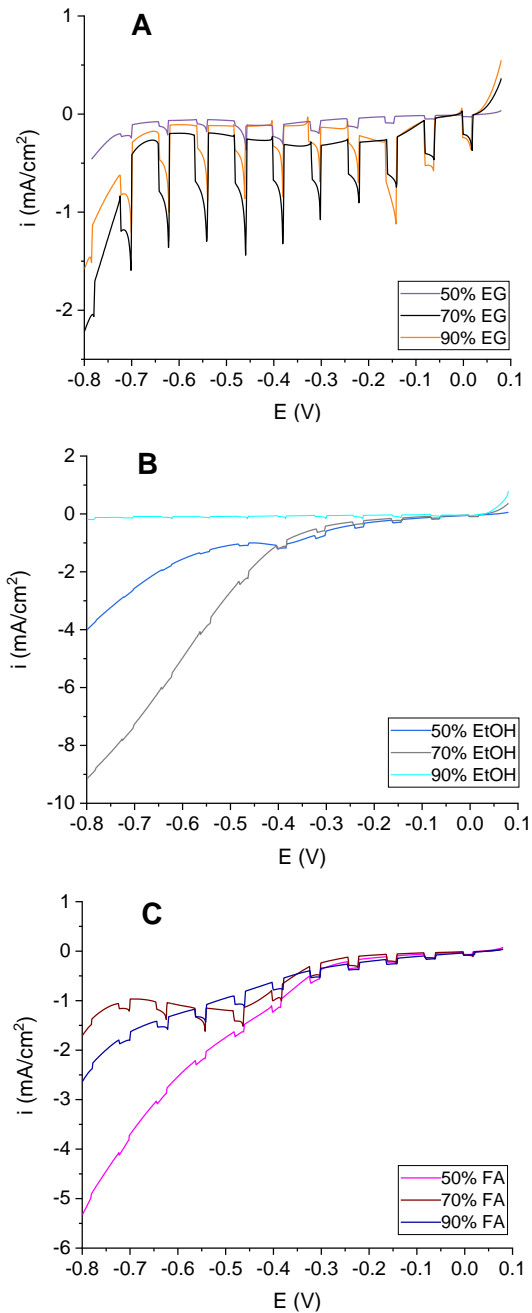 A
1
0
-1
-2
i (mA/cm²)
50% EG
70% EG
90% EG
-0.8 -0.7 -0.6 -0.5 -0.4 -0.3 -0.2 -0.1 0.0 0.1
E (V)
B
2
0
-2
-4
-6
-8
-10
i (mA/cm²)
50% EtOH
70% EtOH
90% EtOH
-0.8 -0.7 -0.6 -0.5 -0.4 -0.3 -0.2 -0.1 0.0 0.1
E (V)
C
1
0
-1
-2
-3
-4
-5
-6
i (mA/cm²)
50% FA
70% FA
90% FA
-0.8 -0.7 -0.6 -0.5 -0.4 -0.3 -0.2 -0.1 0.0 0.1
E (V)